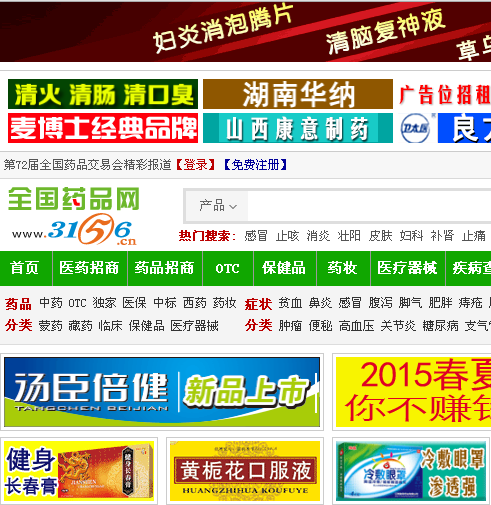 妇炎消泡腾片
清脑复神液
草乌
清火 清肠 清口臭
湖南华纳
广告位招租
麦博士经典品牌
山西康意制药
卫太医
良力
第72届全国药品交易会精彩报道【登录】【免费注册】
全国药品网
www.3156.cn
产品
热门搜索： 感冒 止咳 消炎 壮阳 皮肤 妇科 补肾 止痛
首页 医药招商 药品招商 OTC 保健品 药妆 医疗器械 疾病查
药品 中药 OTC 独家 医保 中标 西药 药妆 症状 贫血 鼻炎 感冒 腹泻 脚气 肥胖 痔疮
分类 蒙药 藏药 临床 保健品 医疗器械 分类 肿瘤 便秘 高血压 关节炎 糖尿病 支气
汤臣倍健 新品上市
TANGCHEN BEIJIAN
2015春夏
你不赚钱
健身
长春膏
健身长春膏
黄栀花口服液
HUANGZHIHUA KOUFUYE
冷敷眼罩
冷敷眼罩
渗透强